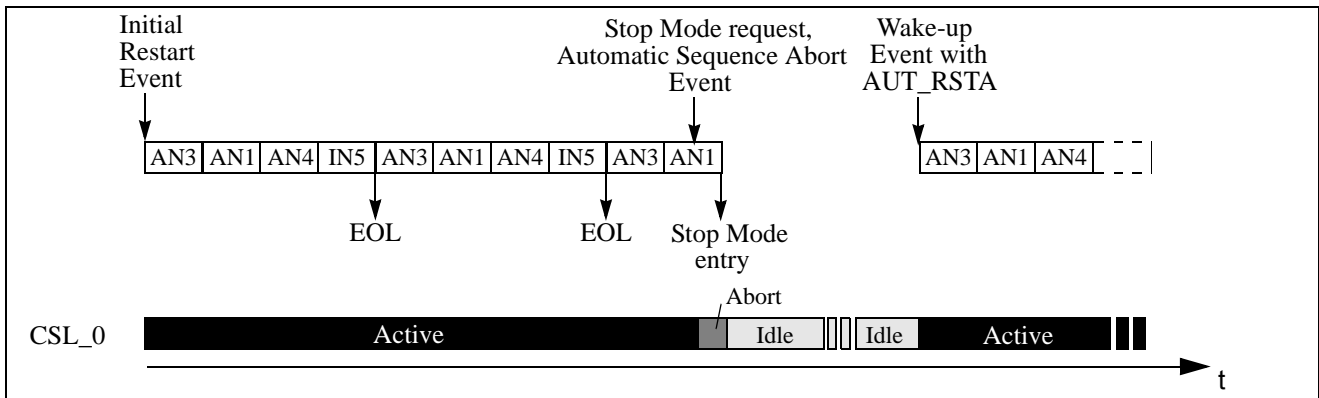 Initial
Restart
Event
Stop Mode request,
Automatic Sequence Abort
Event
Wake-up
Event with
AUT_RSTA
AN3 AN1 AN4 IN5 AN3 AN1 AN4 IN5 AN3 AN1 AN3 AN1 AN4
EOL EOL Stop Mode
entry
Abort
CSL_0 Active Idle Idle Active
t